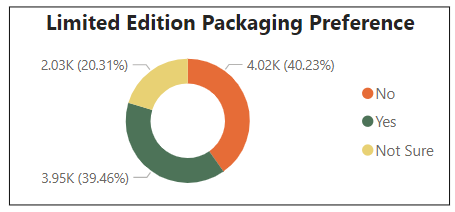 Limited Edition Packaging Preference
2.03K (20.31%)
4.02K (40.23%)
No
Yes
Not Sure
3.95K (39.46%)